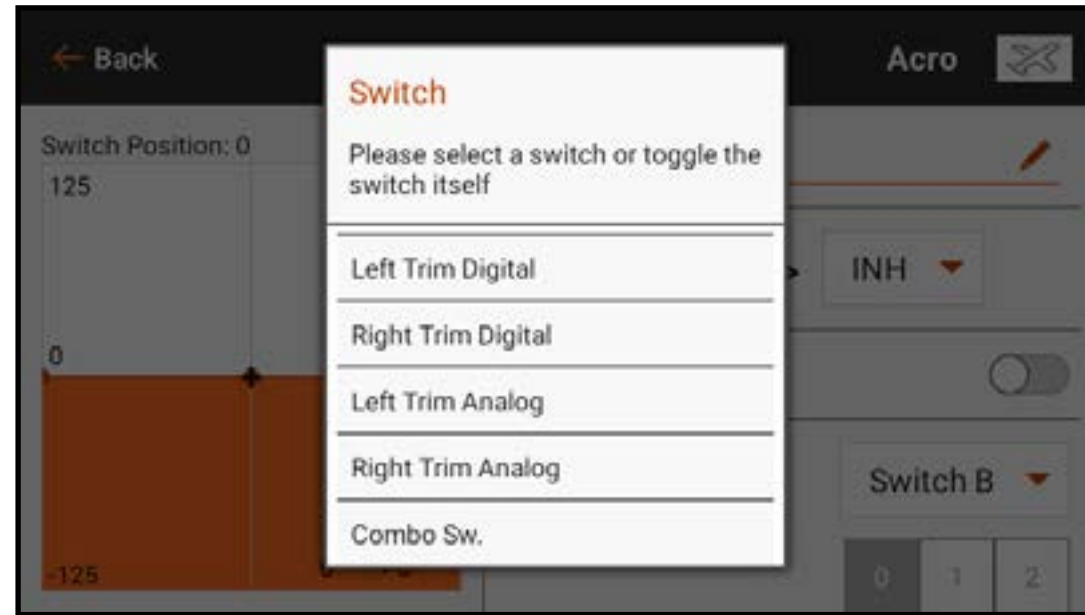 Back
Acro
Switch
Please select a switch or toggle the
switch itself
Left Trim Digital
Right Trim Digital
Left Trim Analog
Right Trim Analog
Combo Sw.
Switch Position: 0
125
0
-125
INH
Switch B
0 1 2